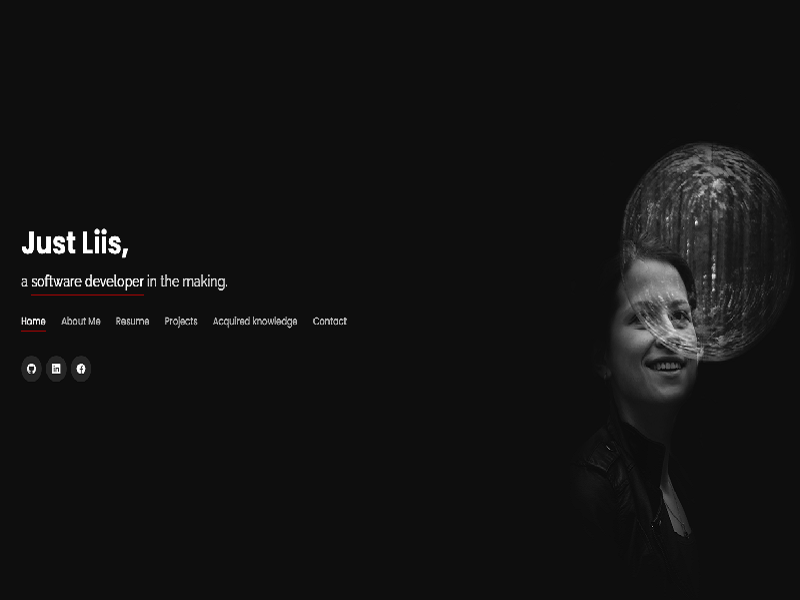 Just Liis,
a software developer in the making.
Home About Me Resume Projects Acquired knowledge Contact